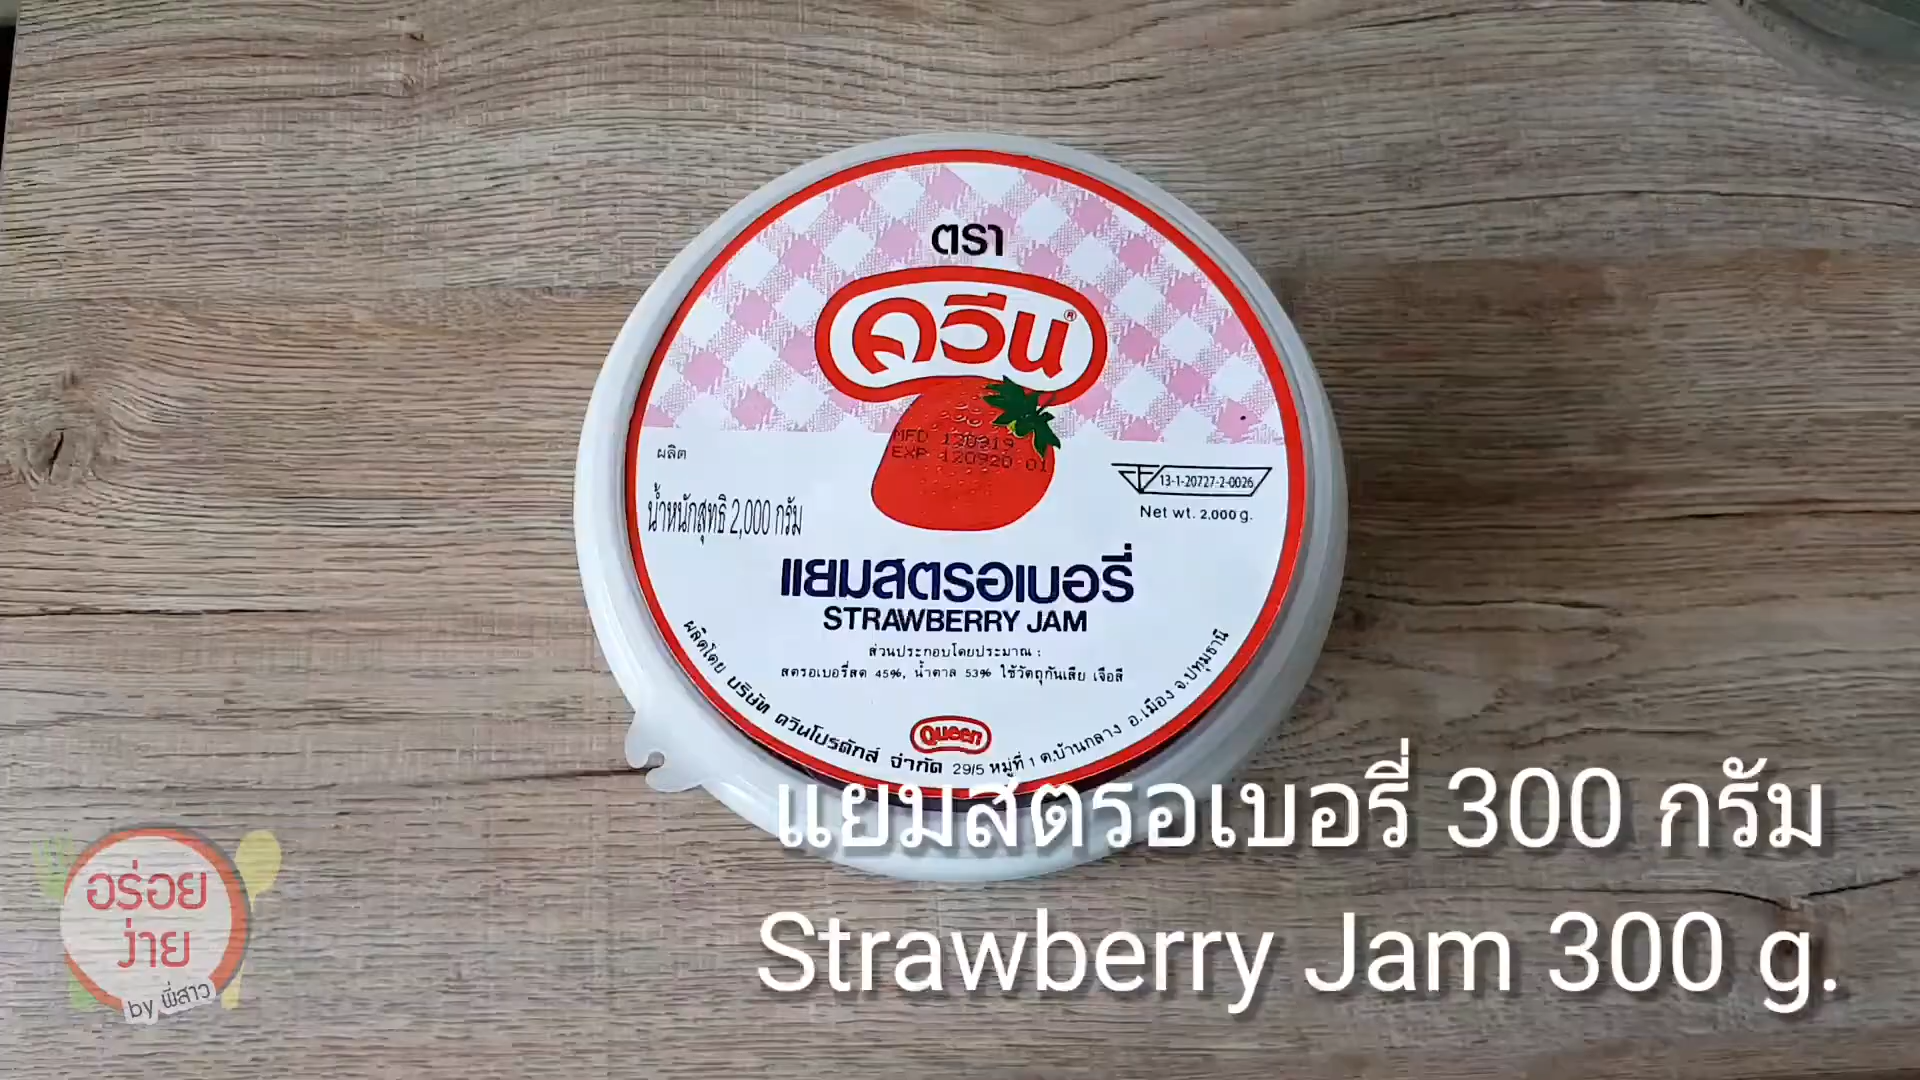 ตรา
ควีน®
MFD 120919
EXP 120920 01
ผลิต
13-1-20727-2-0026
น้ำหนักสุทธิ 2,000 กรัม
Net wt. 2,000 g.
แยมสตรอเบอรี่
STRAWBERRY JAM
ส่วนประกอบโดยประมาณ :
สตรอเบอรี่สด 45%, น้ำตาล 53% ใช้วัตถุกันเสีย เจือสี
Queen
ผลิตโดย บริษัท ควีนโปรดักส์ จำกัด 29/5 หมู่ที่ 1 ต.บ้านกลาง อ.เมือง จ.ปทุมธานี
แยมสตรอเบอรี่ 300 กรัม
Strawberry Jam 300 g.
อร่อย
ง่าย
by พี่สาว